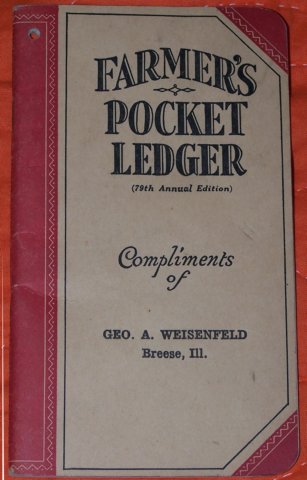 FARMER'S
POCKET
LEDGER
(79th Annual Edition)
Compliments
of
GEO. A. WEISENFELD
Breese, Ill.